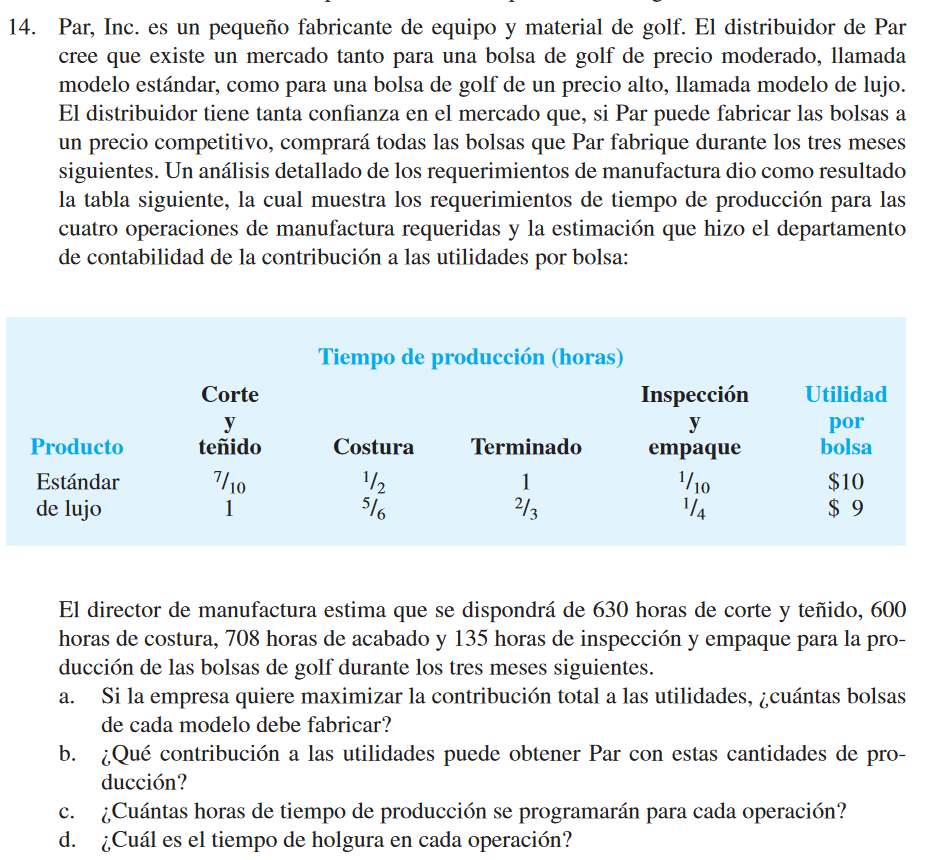 14. Par, Inc. es un pequeño fabricante de equipo y material de golf. El distribuidor de Par
cree que existe un mercado tanto para una bolsa de golf de precio moderado, llamada
modelo estándar, como para una bolsa de golf de un precio alto, llamada modelo de lujo.
El distribuidor tiene tanta confianza en el mercado que, si Par puede fabricar las bolsas a
un precio competitivo, comprará todas las bolsas que Par fabrique durante los tres meses
siguientes. Un análisis detallado de los requerimientos de manufactura dio como resultado
la tabla siguiente, la cual muestra los requerimientos de tiempo de producción para las
cuatro operaciones de manufactura requeridas y la estimación que hizo el departamento
de contabilidad de la contribución a las utilidades por bolsa:
Tiempo de producción (horas)
Corte Inspección Utilidad
y y por
Producto teñido Costura Terminado empaque bolsa
Estándar 7/10 1/2 1 1/10 $10
de lujo 1 5/6 2/3 1/4 $ 9
El director de manufactura estima que se dispondrá de 630 horas de corte y teñido, 600
horas de costura, 708 horas de acabado y 135 horas de inspección y empaque para la pro-
ducción de las bolsas de golf durante los tres meses siguientes.
a. Si la empresa quiere maximizar la contribución total a las utilidades, ¿cuántas bolsas
de cada modelo debe fabricar?
b. ¿Qué contribución a las utilidades puede obtener Par con estas cantidades de pro-
ducción?
c. ¿Cuántas horas de tiempo de producción se programarán para cada operación?
d. ¿Cuál es el tiempo de holgura en cada operación?